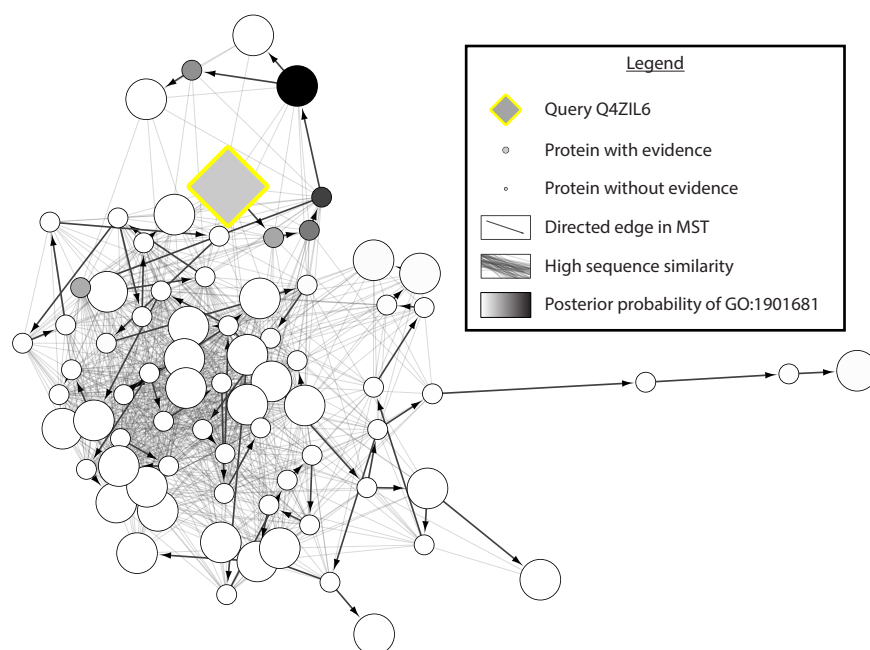 Legend
Query Q4ZIL6
Protein with evidence
Protein without evidence
Directed edge in MST
High sequence similarity
Posterior probability of GO:1901681